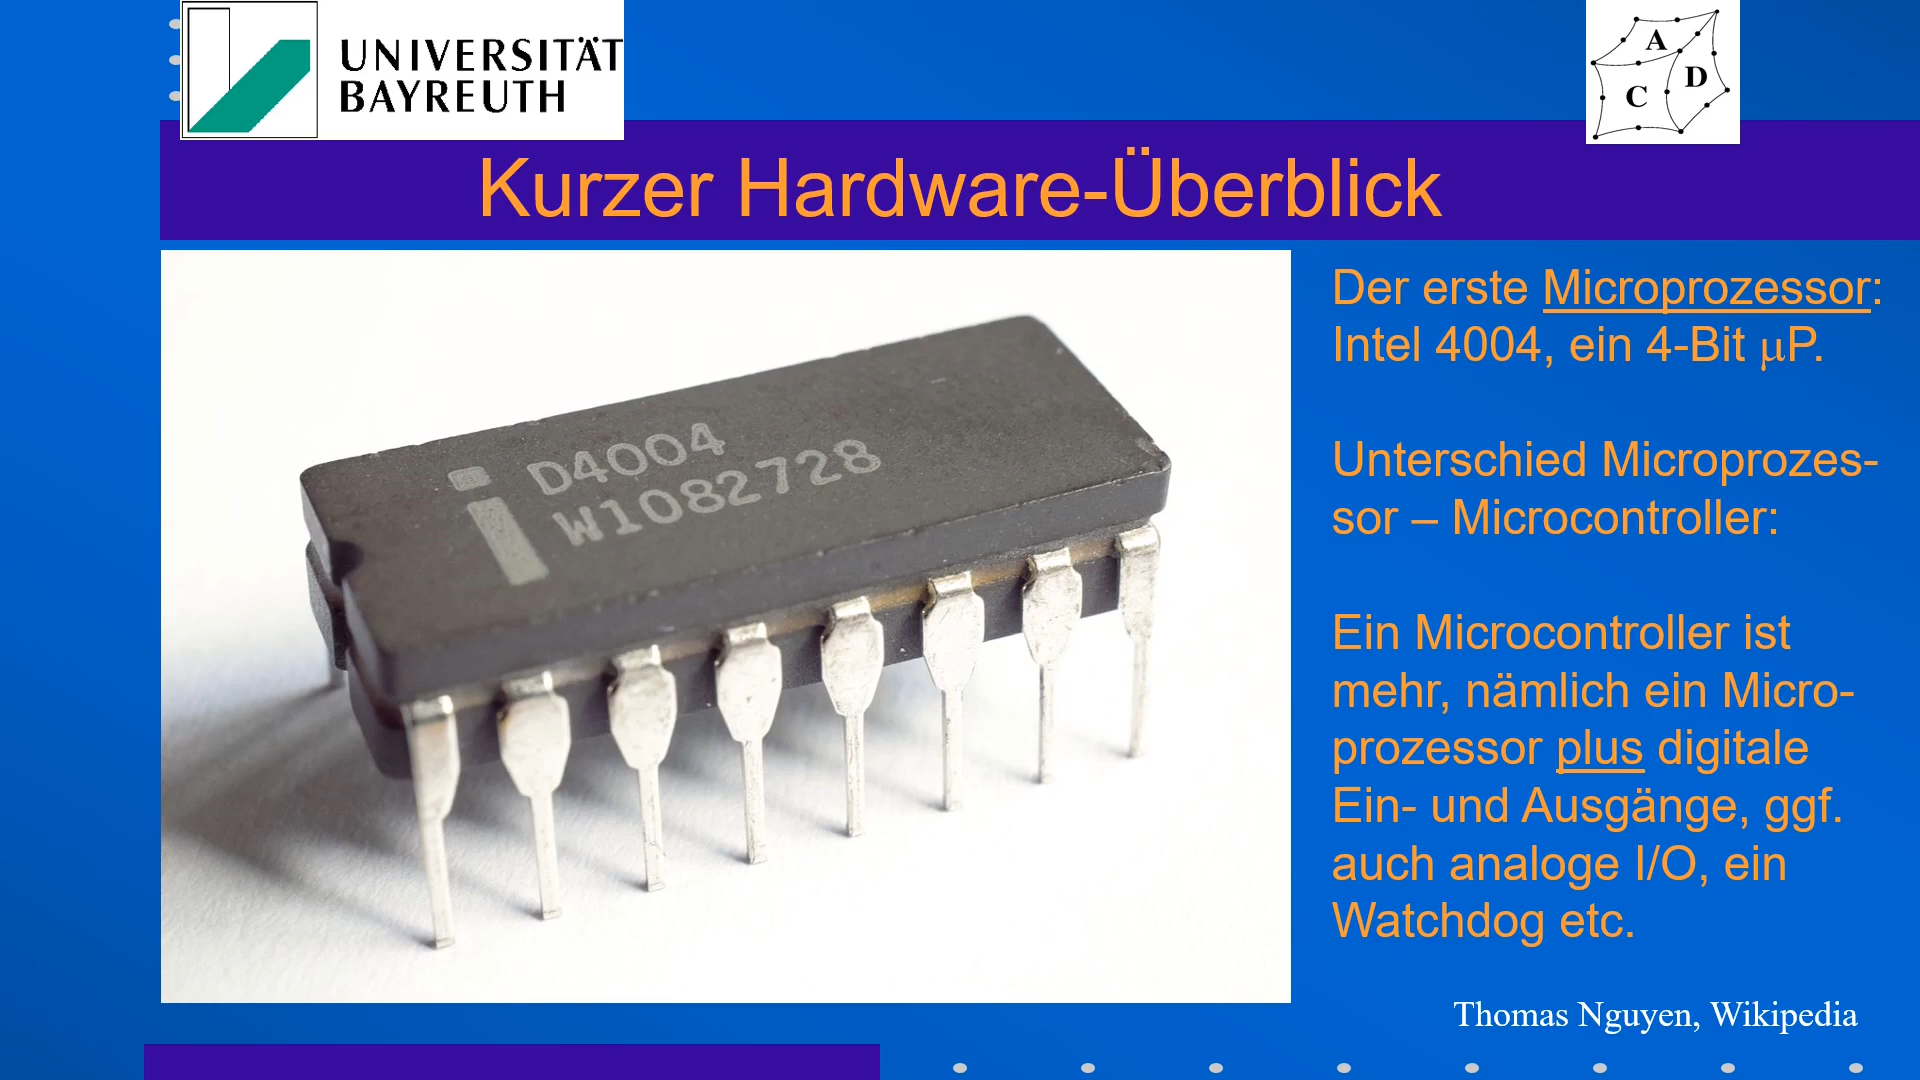 UNIVERSITÄT
BAYREUTH
A
D
C
Kurzer Hardware-Überblick
D4004
W1082728
Der erste Microprozessor:
Intel 4004, ein 4-Bit µP.
Unterschied Microprozes-
sor – Microcontroller:
Ein Microcontroller ist
mehr, nämlich ein Micro-
prozessor plus digitale
Ein- und Ausgänge, ggf.
auch analoge I/O, ein
Watchdog etc.
Thomas Nguyen, Wikipedia